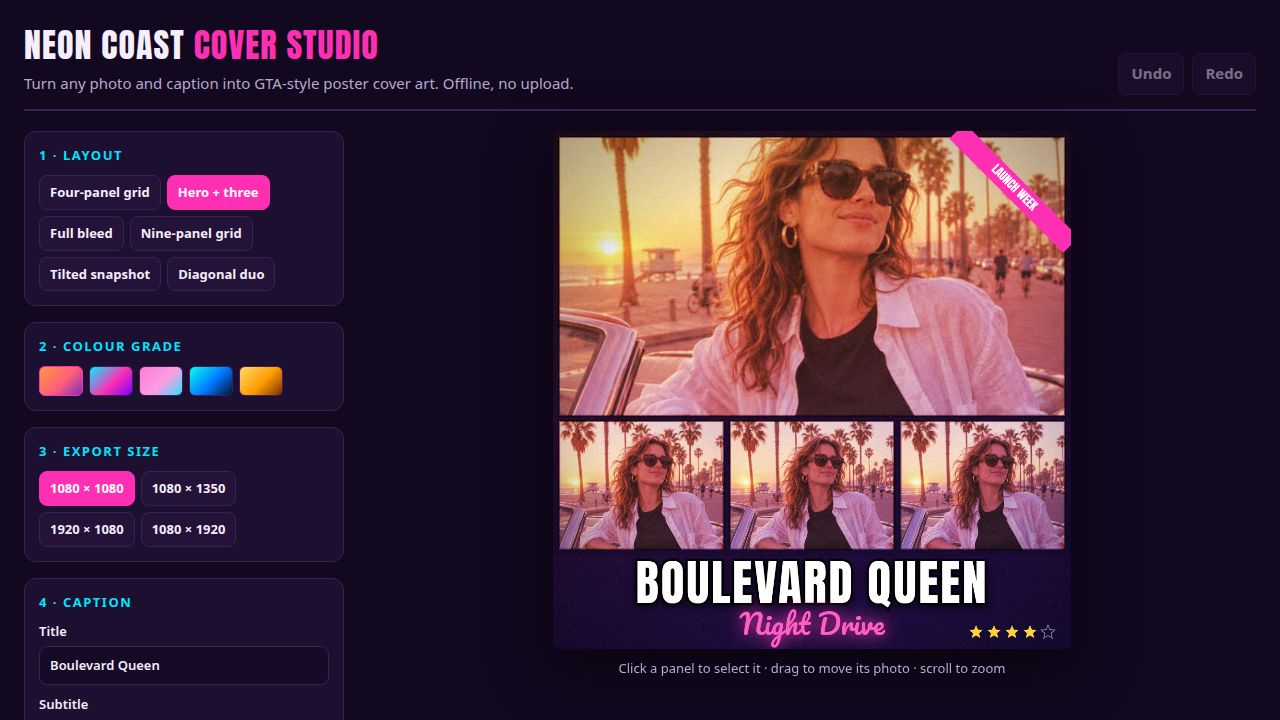 NEON COAST COVER STUDIO
Turn any photo and caption into GTA-style poster cover art. Offline, no upload.
Undo Redo
1 · LAYOUT
Four-panel grid Hero + three
Full bleed Nine-panel grid
Tilted snapshot Diagonal duo
2 · COLOUR GRADE
3 · EXPORT SIZE
1080 × 1080 1080 × 1350
1920 × 1080 1080 × 1920
4 · CAPTION
Title
Boulevard Queen
Subtitle
LAUNCH WEEK
BOULEVARD QUEEN
Night Drive
Click a panel to select it · drag to move its photo · scroll to zoom